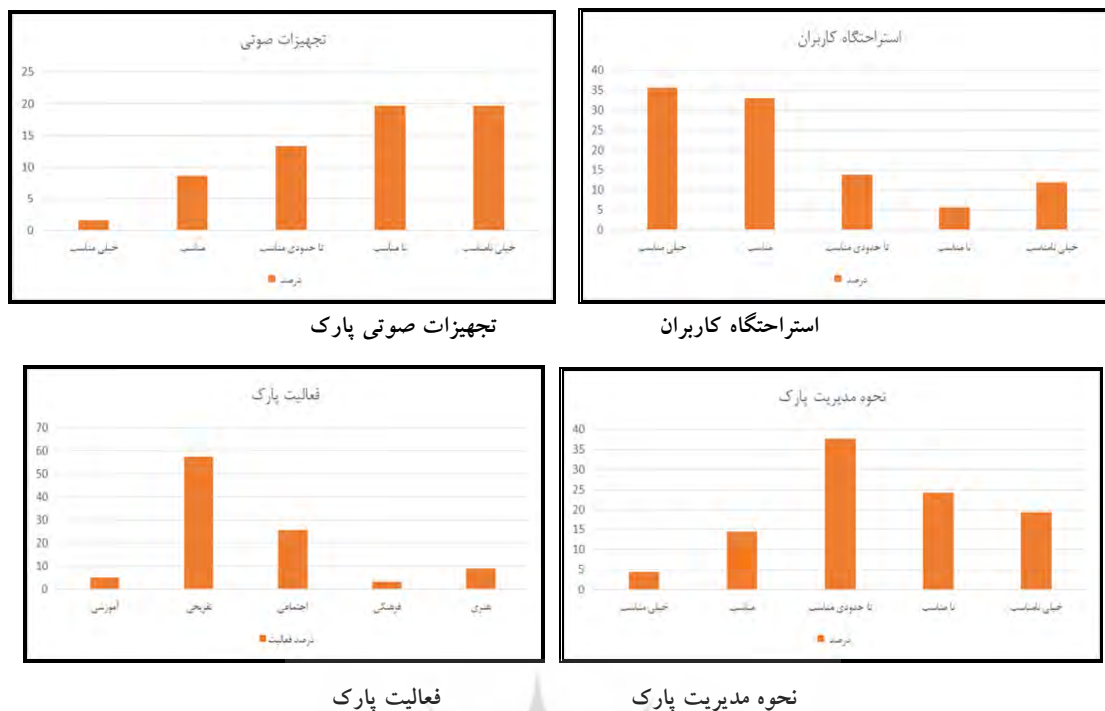 تجهیزات صوتی
25
20
15
10
5
0
خیلی مناسب
مناسب
تا حدودی مناسب
نا مناسب
خیلی نامناسب
درصد
تجهیزات صوتی پارک
استراحتگاه کاربران
40
35
30
25
20
15
10
5
0
خیلی مناسب
مناسب
تا حدودی مناسب
نا مناسب
خیلی نامناسب
درصد
استراحتگاه کاربران
فعالیت پارک
70
60
50
40
30
20
10
0
آموزشی
تفریحی
اجتماعی
فرهنگی
هنری
درصد فعالیت
فعالیت پارک
نحوه مدیریت پارک
40
35
30
25
20
15
10
5
0
خیلی مناسب
مناسب
تا حدودی مناسب
نا مناسب
خیلی نامناسب
درصد
نحوه مدیریت پارک